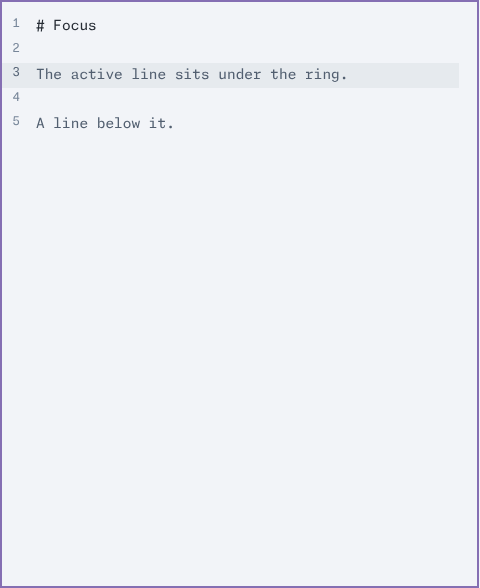 1 # Focus
2
3 The active line sits under the ring.
4
5 A line below it.